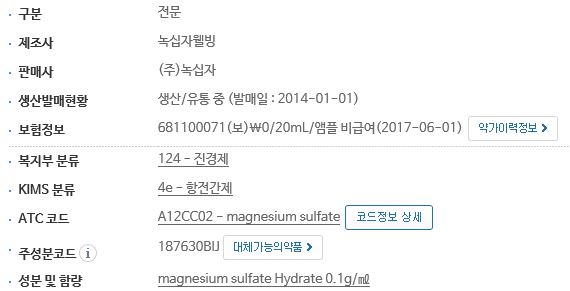 구분 전문
제조사 녹십자웰빙
판매사 (주)녹십자
생산발매현황 생산/유통 중 (발매일 : 2014-01-01)
보험정보 681100071(보)₩0/20mL/앰플 비급여(2017-06-01) 약가이력정보 >
복지부 분류 124 - 진경제
KIMS 분류 4e - 항전간제
ATC 코드 A12CC02 - magnesium sulfate 코드정보 상세
주성분코드 i 187630BIJ 대체가능의약품 >
성분 및 함량 magnesium sulfate Hydrate 0.1g/㎖